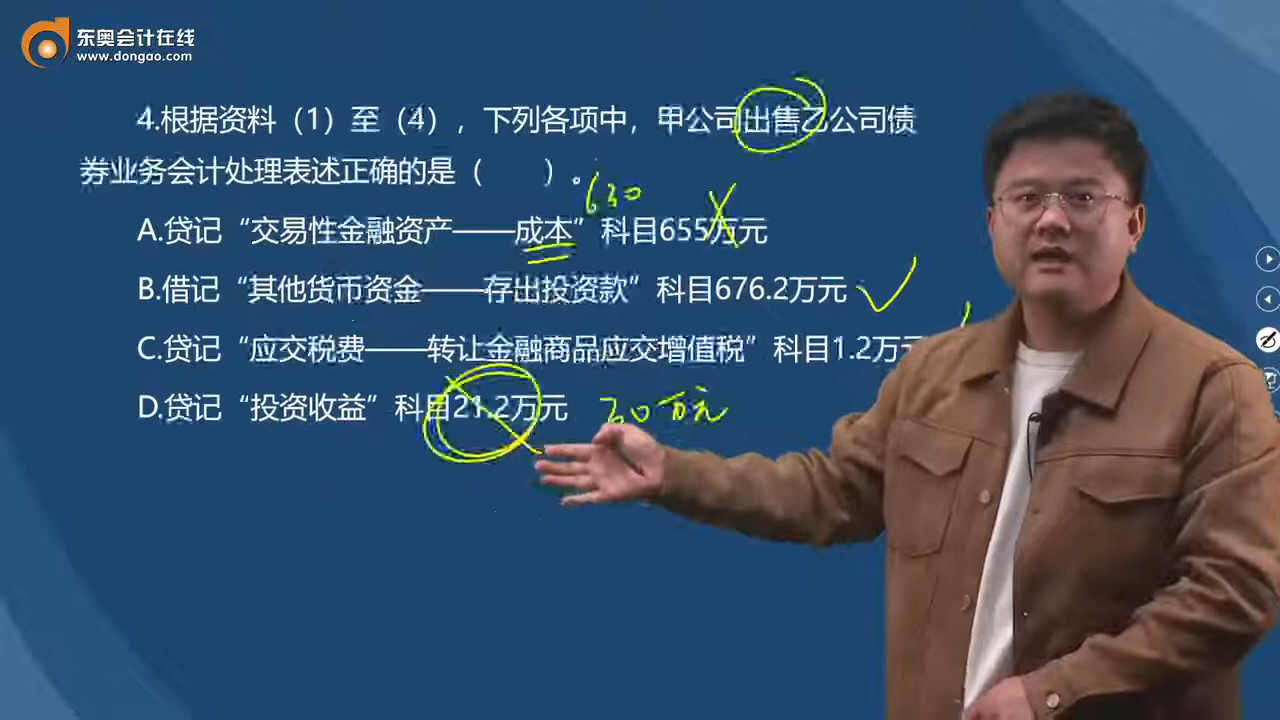 东奥会计在线
www.dongao.com
4.根据资料（1）至（4），下列各项中，甲公司出售乙公司债
券业务会计处理表述正确的是（　　）。
630
A.贷记“交易性金融资产——成本”科目655万元
B.借记“其他货币资金——存出投资款”科目676.2万元
C.贷记“应交税费——转让金融商品应交增值税”科目1.2万元
D.贷记“投资收益”科目21.2万元 20万元